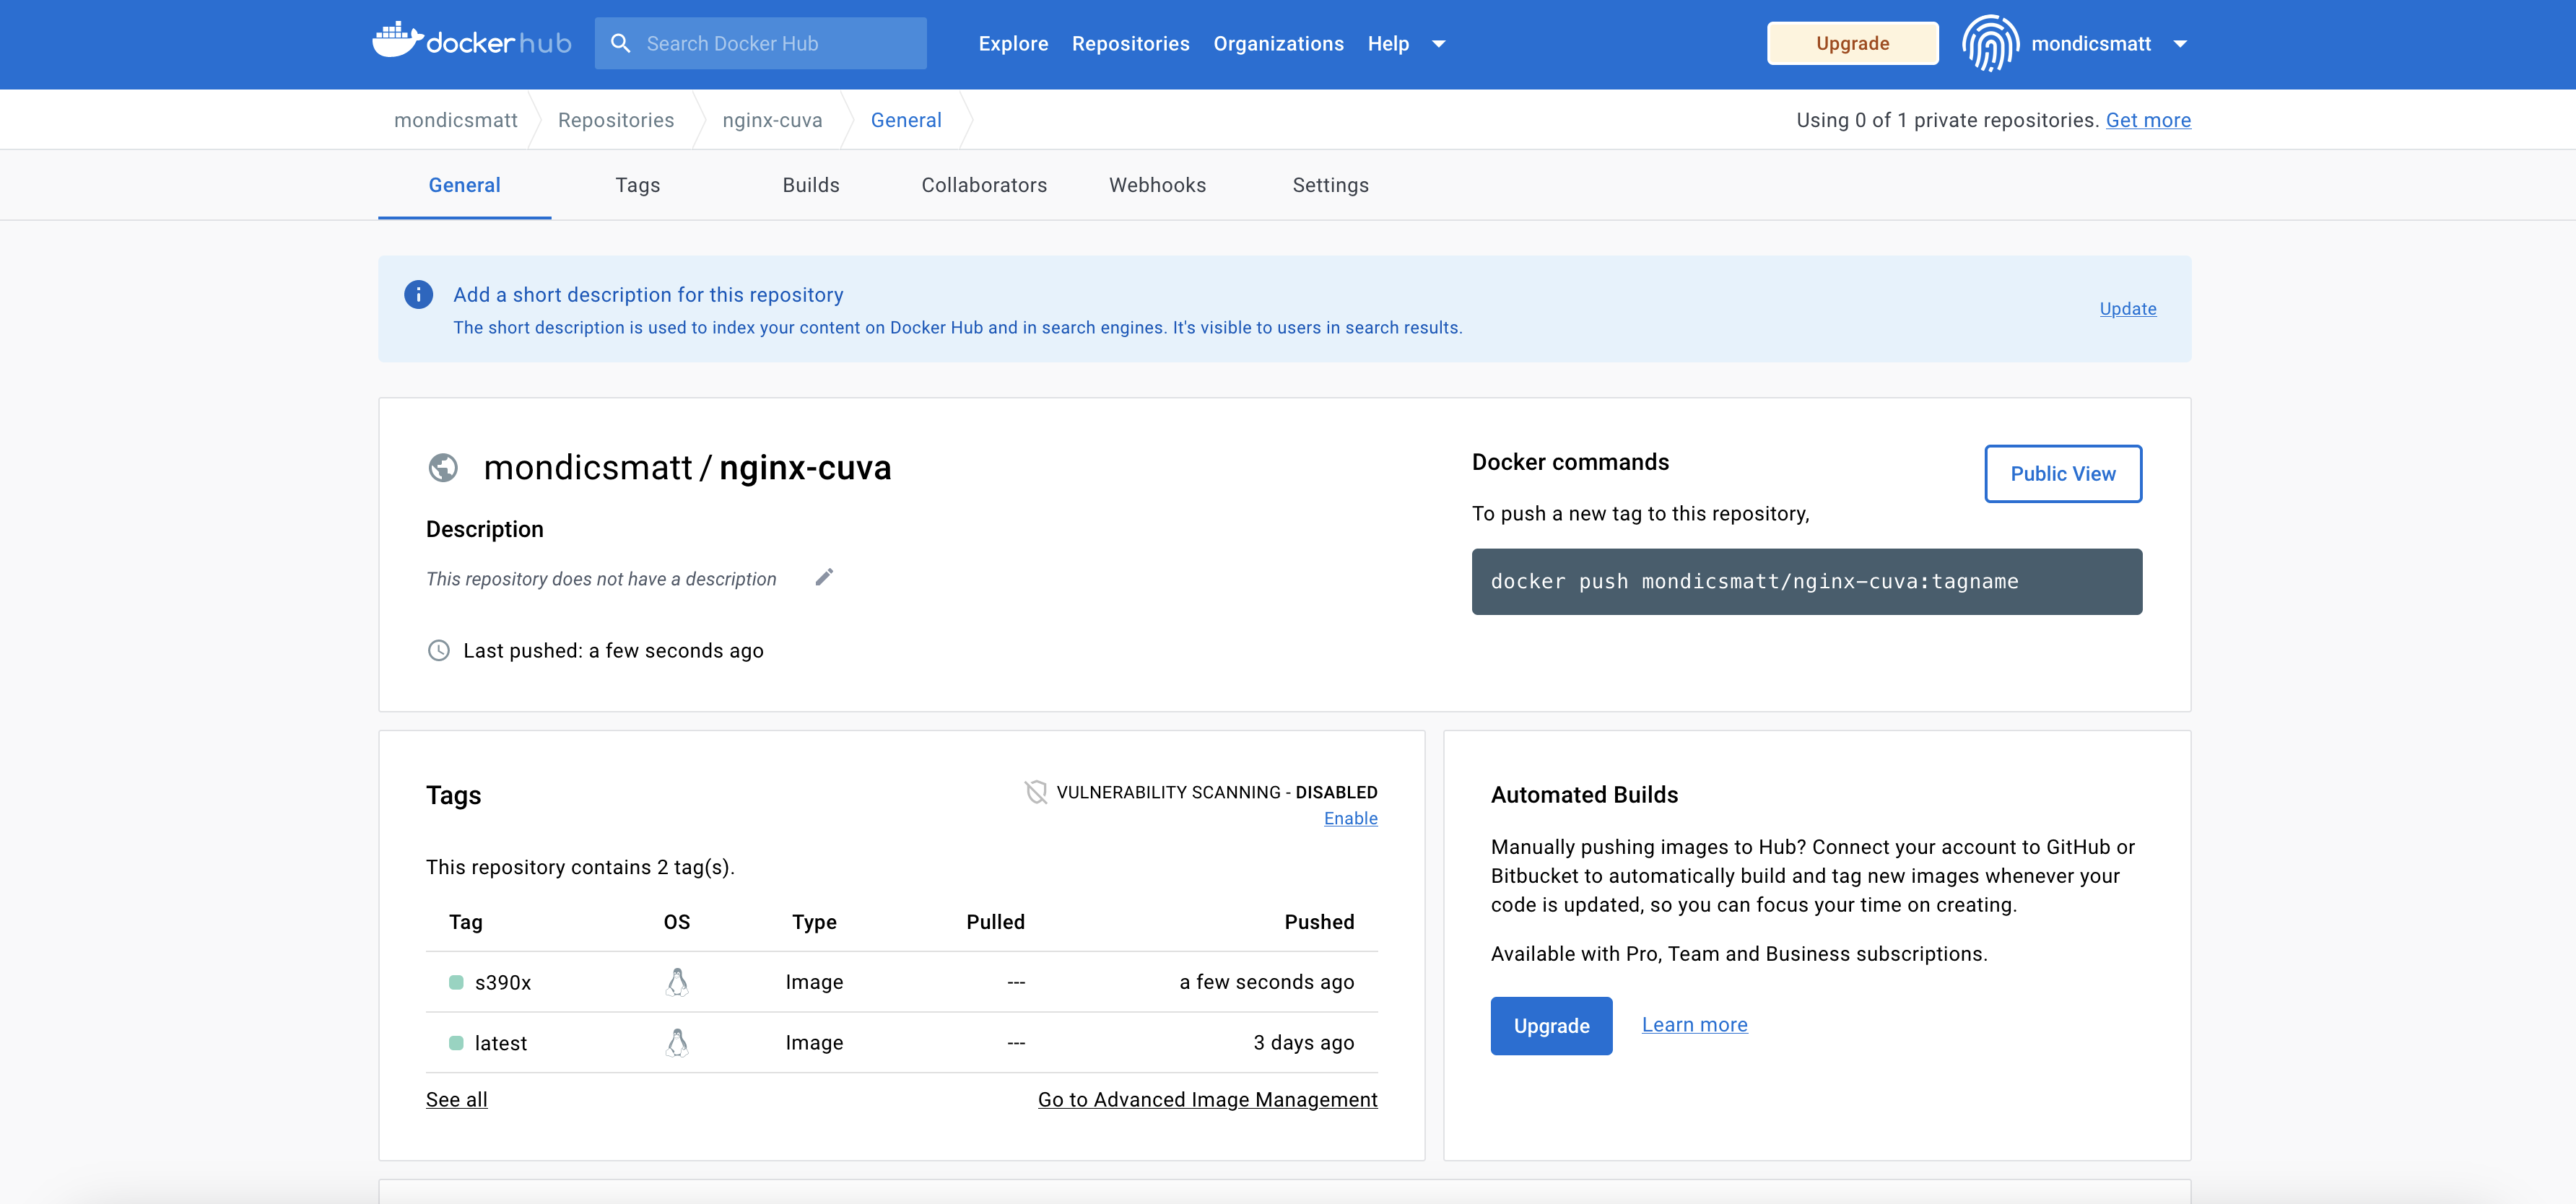 docker hub Search Docker Hub Explore Repositories Organizations Help Upgrade mondicsmatt
mondicsmatt Repositories nginx-cuva General Using 0 of 1 private repositories. Get more
General Tags Builds Collaborators Webhooks Settings
Add a short description for this repository
The short description is used to index your content on Docker Hub and in search engines. It's visible to users in search results.
Update
mondicsmatt / nginx-cuva
Description
This repository does not have a description
Last pushed: a few seconds ago
Docker commands
Public View
To push a new tag to this repository,
docker push mondicsmatt/nginx-cuva:tagname
Tags
VULNERABILITY SCANNING - DISABLED
Enable
This repository contains 2 tag(s).
Tag OS Type Pulled Pushed
s390x Image --- a few seconds ago
latest Image --- 3 days ago
See all Go to Advanced Image Management
Automated Builds
Manually pushing images to Hub? Connect your account to GitHub or
Bitbucket to automatically build and tag new images whenever your
code is updated, so you can focus your time on creating.
Available with Pro, Team and Business subscriptions.
Upgrade Learn more